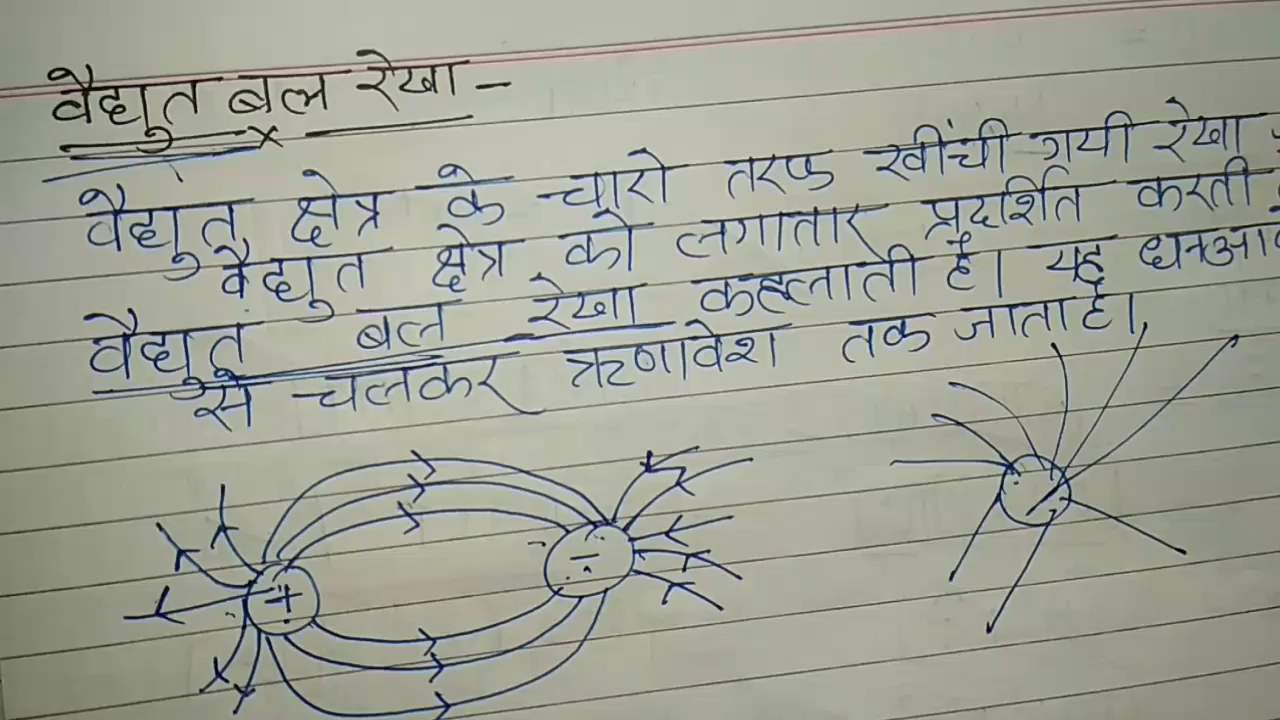 वैद्युत बल रेखा -
वैद्युत क्षेत्र के चारो तरफ खींची गयी रेखा
वैद्युत क्षेत्र को लगातार प्रदर्शित करती
वैद्युत बल रेखा कहलाती है। यह धनआ
से चलकर ऋणावेश तक जाता है।
+
-
-